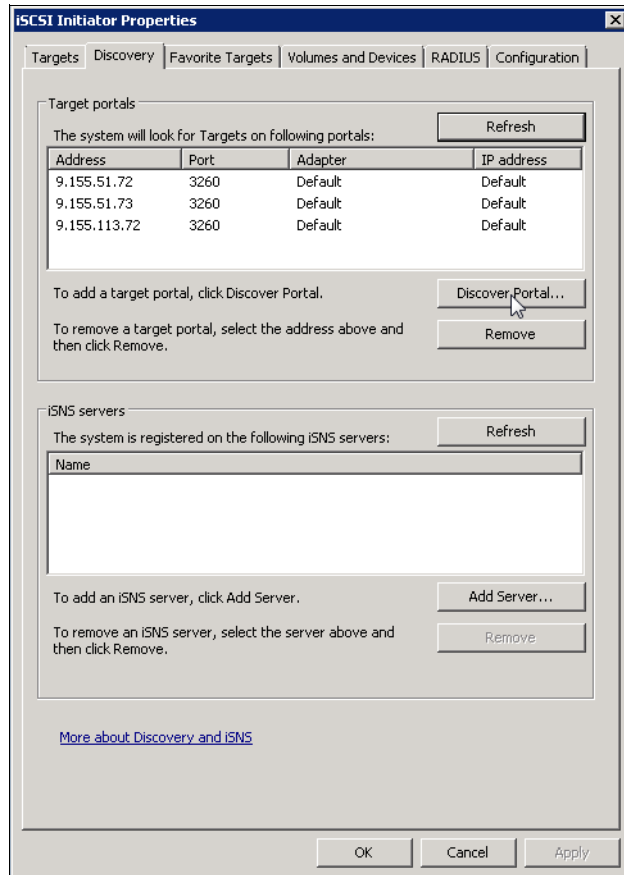 iSCSI Initiator Properties
Targets Discovery Favorite Targets Volumes and Devices RADIUS Configuration
Target portals
The system will look for Targets on following portals: Refresh
Address Port Adapter IP address
9.155.51.72 3260 Default Default
9.155.51.73 3260 Default Default
9.155.113.72 3260 Default Default
To add a target portal, click Discover Portal. Discover Portal...
To remove a target portal, select the address above and
then click Remove. Remove
iSNS servers
The system is registered on the following iSNS servers: Refresh
Name
To add an iSNS server, click Add Server. Add Server...
To remove an iSNS server, select the server above and
then click Remove. Remove
More about Discovery and iSNS
OK Cancel Apply